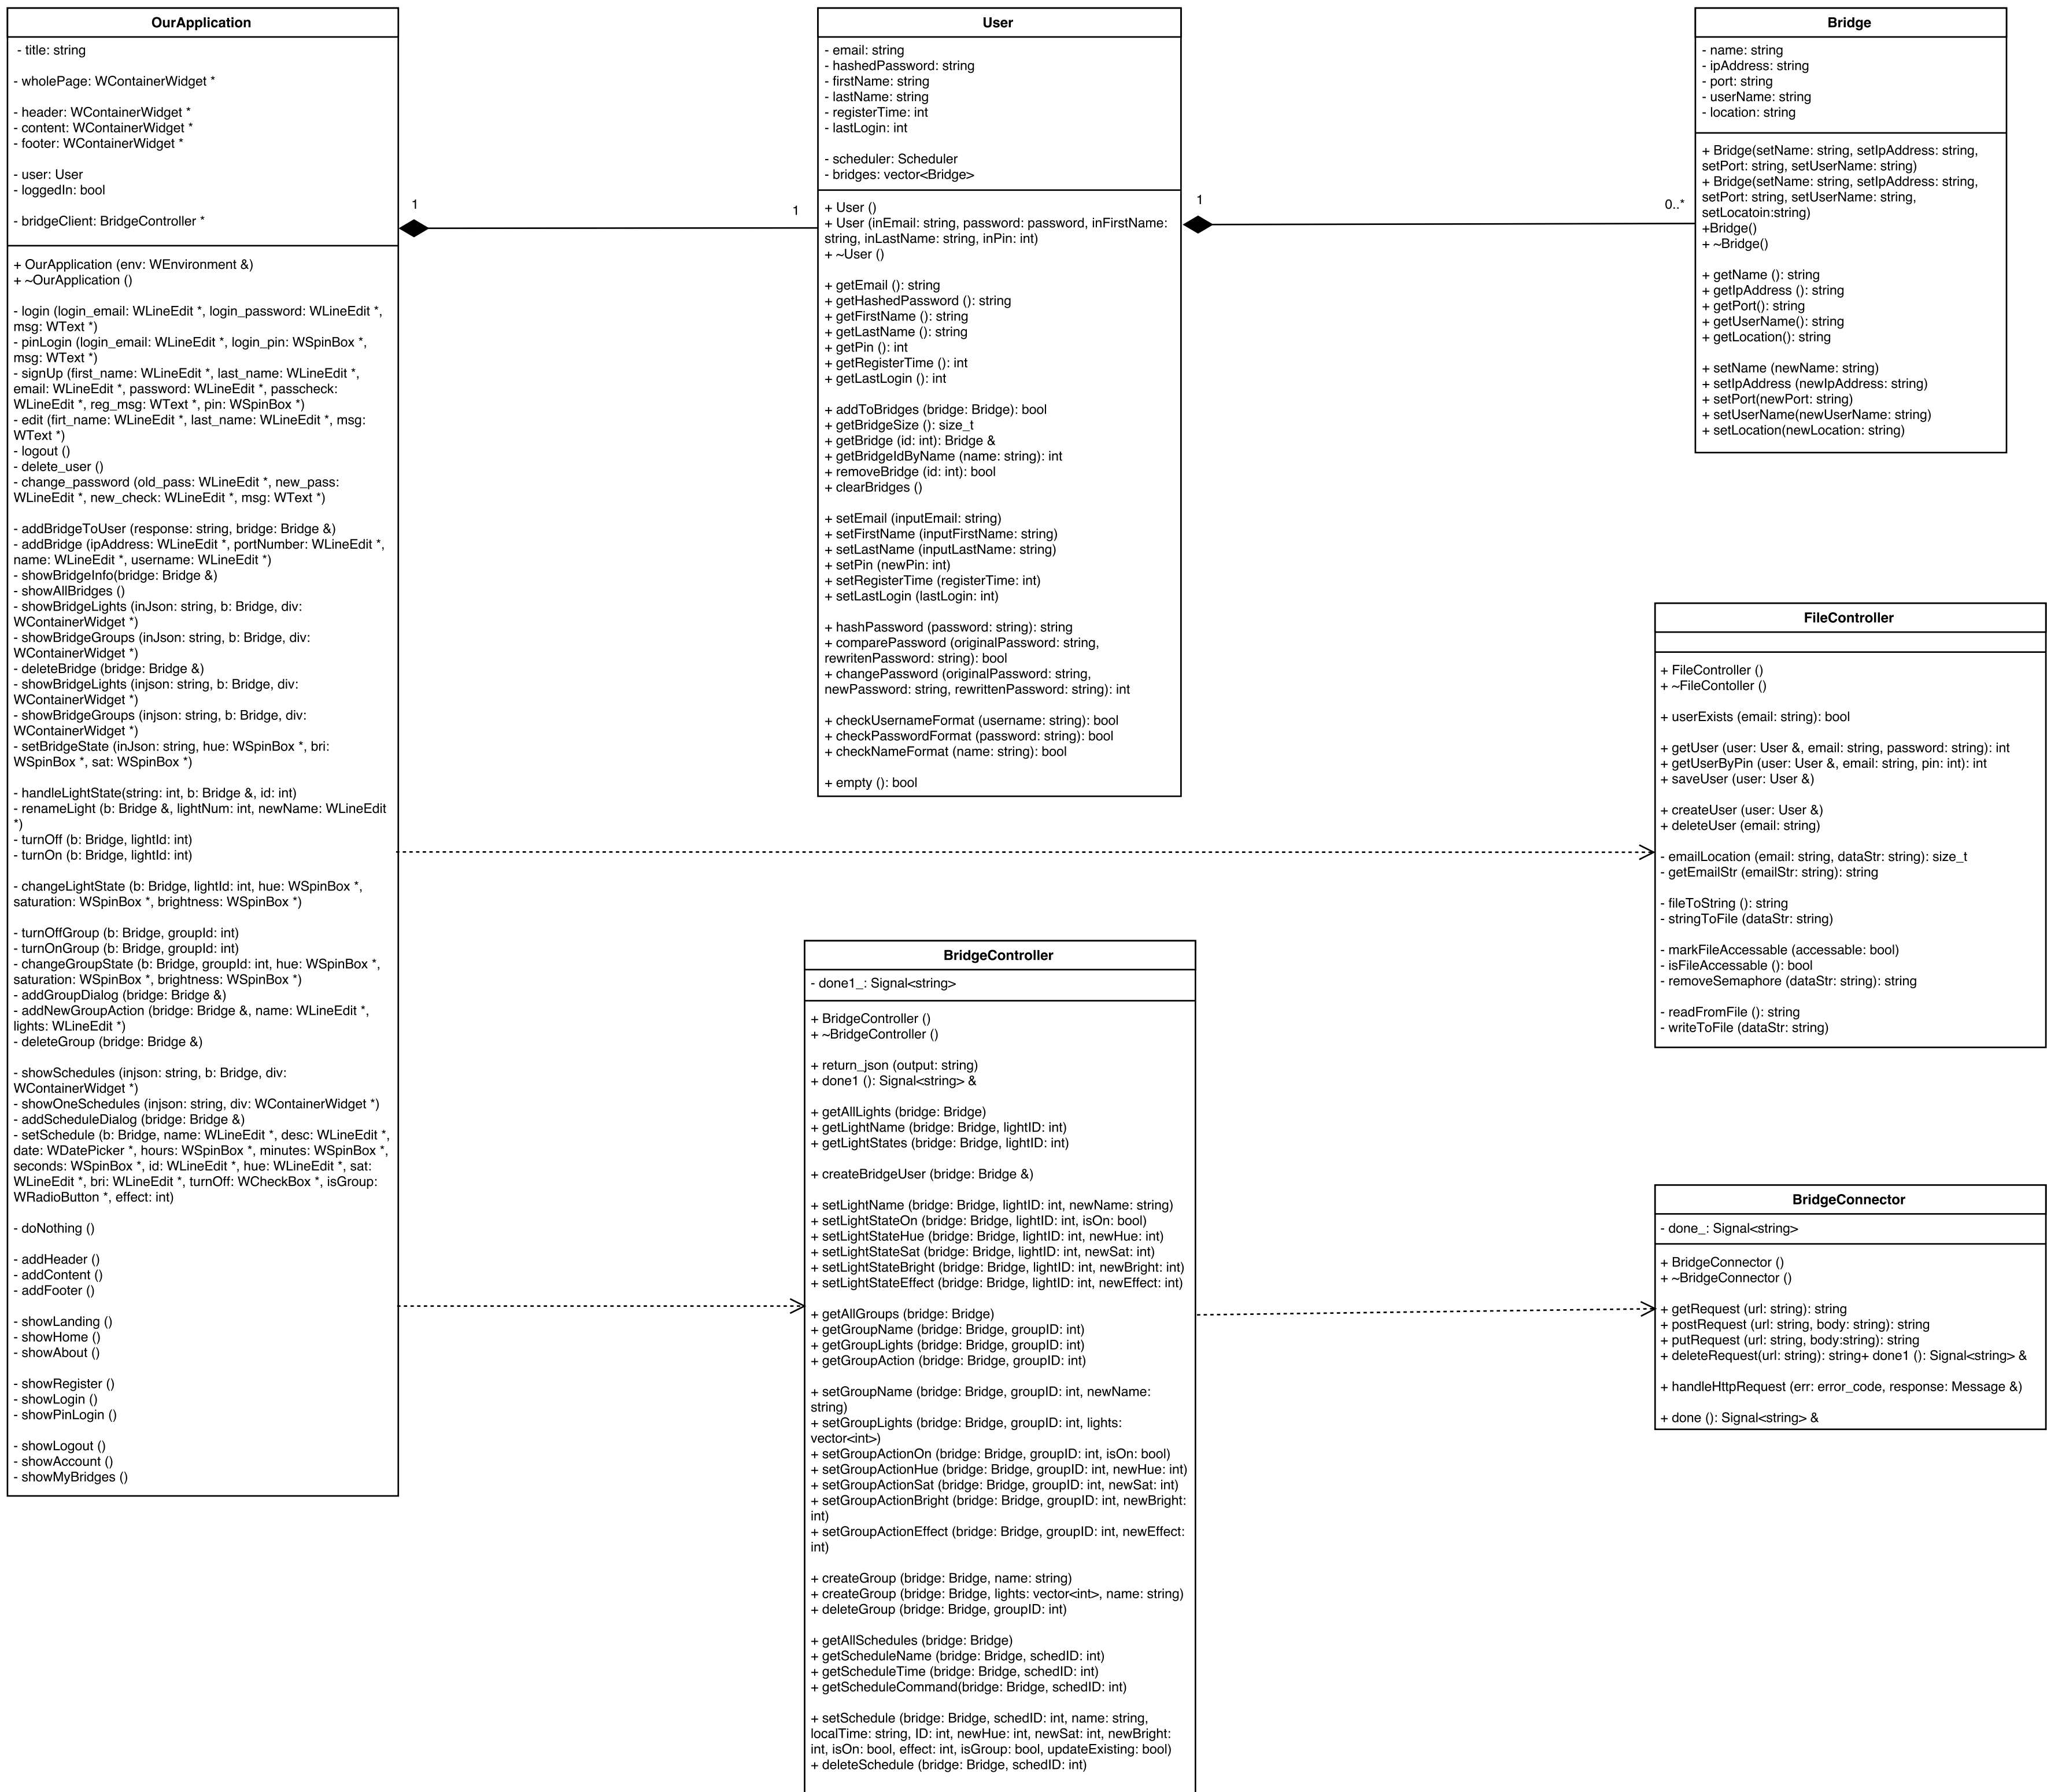 OurApplication
- title: string
- wholePage: WContainerWidget *
- header: WContainerWidget *
- content: WContainerWidget *
- footer: WContainerWidget *
- user: User
- loggedIn: bool
- bridgeClient: BridgeController *
+ OurApplication (env: WEnvironment &)
+ ~OurApplication ()
- login (login_email: WLineEdit *, login_password: WLineEdit *,
msg: WText *)
- pinLogin (login_email: WLineEdit *, login_pin: WSpinBox *,
msg: WText *)
- signUp (first_name: WLineEdit *, last_name: WLineEdit *,
email: WLineEdit *, password: WLineEdit *, passcheck:
WLineEdit *, reg_msg: WText *, pin: WSpinBox *)
- edit (firt_name: WLineEdit *, last_name: WLineEdit *, msg:
WText *)
- logout ()
- delete_user ()
- change_password (old_pass: WLineEdit *, new_pass:
WLineEdit *, new_check: WLineEdit *, msg: WText *)
- addBridgeToUser (response: string, bridge: Bridge &)
- addBridge (ipAddress: WLineEdit *, portNumber: WLineEdit *,
name: WLineEdit *, username: WLineEdit *)
- showBridgeInfo(bridge: Bridge &)
- showAllBridges ()
- showBridgeLights (inJson: string, b: Bridge, div:
WContainerWidget *)
- showBridgeGroups (inJson: string, b: Bridge, div:
WContainerWidget *)
- deleteBridge (bridge: Bridge &)
- showBridgeLights (injson: string, b: Bridge, div:
WContainerWidget *)
- showBridgeGroups (injson: string, b: Bridge, div:
WContainerWidget *)
- setBridgeState (inJson: string, hue: WSpinBox *, bri:
WSpinBox *, sat: WSpinBox *)
- handleLightState(string: int, b: Bridge &, id: int)
- renameLight (b: Bridge &, lightNum: int, newName: WLineEdit
*)
- turnOff (b: Bridge, lightId: int)
- turnOn (b: Bridge, lightId: int)
- changeLightState (b: Bridge, lightId: int, hue: WSpinBox *,
saturation: WSpinBox *, brightness: WSpinBox *)
- turnOffGroup (b: Bridge, groupId: int)
- turnOnGroup (b: Bridge, groupId: int)
- changeGroupState (b: Bridge, groupId: int, hue: WSpinBox *,
saturation: WSpinBox *, brightness: WSpinBox *)
- addGroupDialog (bridge: Bridge &)
- addNewGroupAction (bridge: Bridge &, name: WLineEdit *,
lights: WLineEdit *)
- deleteGroup (bridge: Bridge &)
- showSchedules (injson: string, b: Bridge, div:
WContainerWidget *)
- showOneSchedules (injson: string, div: WContainerWidget *)
- addScheduleDialog (bridge: Bridge &)
- setSchedule (b: Bridge, name: WLineEdit *, desc: WLineEdit *,
date: WDatePicker *, hours: WSpinBox *, minutes: WSpinBox *,
seconds: WSpinBox *, id: WLineEdit *, hue: WLineEdit *, sat:
WLineEdit *, bri: WLineEdit *, turnOff: WCheckBox *, isGroup:
WRadioButton *, effect: int)
- doNothing ()
- addHeader ()
- addContent ()
- addFooter ()
- showLanding ()
- showHome ()
- showAbout ()
- showRegister ()
- showLogin ()
- showPinLogin ()
- showLogout ()
- showAccount ()
- showMyBridges ()
1
1
User
- email: string
- hashedPassword: string
- firstName: string
- lastName: string
- registerTime: int
- lastLogin: int
- scheduler: Scheduler
- bridges: vector<Bridge>
+ User ()
+ User (inEmail: string, password: password, inFirstName:
string, inLastName: string, inPin: int)
+ ~User ()
+ getEmail (): string
+ getHashedPassword (): string
+ getFirstName (): string
+ getLastName (): string
+ getPin (): int
+ getRegisterTime (): int
+ getLastLogin (): int
+ addToBridges (bridge: Bridge): bool
+ getBridgeSize (): size_t
+ getBridge (id: int): Bridge &
+ getBridgeIdByName (name: string): int
+ removeBridge (id: int): bool
+ clearBridges ()
+ setEmail (inputEmail: string)
+ setFirstName (inputFirstName: string)
+ setLastName (inputLastName: string)
+ setPin (newPin: int)
+ setRegisterTime (registerTime: int)
+ setLastLogin (lastLogin: int)
+ hashPassword (password: string): string
+ comparePassword (originalPassword: string,
rewritenPassword: string): bool
+ changePassword (originalPassword: string,
newPassword: string, rewrittenPassword: string): int
+ checkUsernameFormat (username: string): bool
+ checkPasswordFormat (password: string): bool
+ checkNameFormat (name: string): bool
+ empty (): bool
1
0..*
Bridge
- name: string
- ipAddress: string
- port: string
- userName: string
- location: string
+ Bridge(setName: string, setIpAddress: string,
setPort: string, setUserName: string)
+ Bridge(setName: string, setIpAddress: string,
setPort: string, setUserName: string,
setLocatoin:string)
+Bridge()
+ ~Bridge()
+ getName (): string
+ getIpAddress (): string
+ getPort(): string
+ getUserName(): string
+ getLocation(): string
+ setName (newName: string)
+ setIpAddress (newIpAddress: string)
+ setPort(newPort: string)
+ setUserName(newUserName: string)
+ setLocation(newLocation: string)
FileController
+ FileController ()
+ ~FileContoller ()
+ userExists (email: string): bool
+ getUser (user: User &, email: string, password: string): int
+ getUserByPin (user: User &, email: string, pin: int): int
+ saveUser (user: User &)
+ createUser (user: User &)
+ deleteUser (email: string)
- emailLocation (email: string, dataStr: string): size_t
- getEmailStr (emailStr: string): string
- fileToString (): string
- stringToFile (dataStr: string)
- markFileAccessable (accessable: bool)
- isFileAccessable (): bool
- removeSemaphore (dataStr: string): string
- readFromFile (): string
- writeToFile (dataStr: string)
BridgeController
- done1_: Signal<string>
+ BridgeController ()
+ ~BridgeController ()
+ return_json (output: string)
+ done1 (): Signal<string> &
+ getAllLights (bridge: Bridge)
+ getLightName (bridge: Bridge, lightID: int)
+ getLightStates (bridge: Bridge, lightID: int)
+ createBridgeUser (bridge: Bridge &)
+ setLightName (bridge: Bridge, lightID: int, newName: string)
+ setLightStateOn (bridge: Bridge, lightID: int, isOn: bool)
+ setLightStateHue (bridge: Bridge, lightID: int, newHue: int)
+ setLightStateSat (bridge: Bridge, lightID: int, newSat: int)
+ setLightStateBright (bridge: Bridge, lightID: int, newBright: int)
+ setLightStateEffect (bridge: Bridge, lightID: int, newEffect: int)
+ getAllGroups (bridge: Bridge)
+ getGroupName (bridge: Bridge, groupID: int)
+ getGroupLights (bridge: Bridge, groupID: int)
+ getGroupAction (bridge: Bridge, groupID: int)
+ setGroupName (bridge: Bridge, groupID: int, newName:
string)
+ setGroupLights (bridge: Bridge, groupID: int, lights:
vector<int>)
+ setGroupActionOn (bridge: Bridge, groupID: int, isOn: bool)
+ setGroupActionHue (bridge: Bridge, groupID: int, newHue: int)
+ setGroupActionSat (bridge: Bridge, groupID: int, newSat: int)
+ setGroupActionBright (bridge: Bridge, groupID: int, newBright:
int)
+ setGroupActionEffect (bridge: Bridge, groupID: int, newEffect:
int)
+ createGroup (bridge: Bridge, name: string)
+ createGroup (bridge: Bridge, lights: vector<int>, name: string)
+ deleteGroup (bridge: Bridge, groupID: int)
+ getAllSchedules (bridge: Bridge)
+ getScheduleName (bridge: Bridge, schedID: int)
+ getScheduleTime (bridge: Bridge, schedID: int)
+ getScheduleCommand(bridge: Bridge, schedID: int)
+ setSchedule (bridge: Bridge, schedID: int, name: string,
localTime: string, ID: int, newHue: int, newSat: int, newBright:
int, isOn: bool, effect: int, isGroup: bool, updateExisting: bool)
+ deleteSchedule (bridge: Bridge, schedID: int)
BridgeConnector
- done_: Signal<string>
+ BridgeConnector ()
+ ~BridgeConnector ()
+ getRequest (url: string): string
+ postRequest (url: string, body: string): string
+ putRequest (url: string, body:string): string
+ deleteRequest(url: string): string+ done1 (): Signal<string> &
+ handleHttpRequest (err: error_code, response: Message &)
+ done (): Signal<string> &